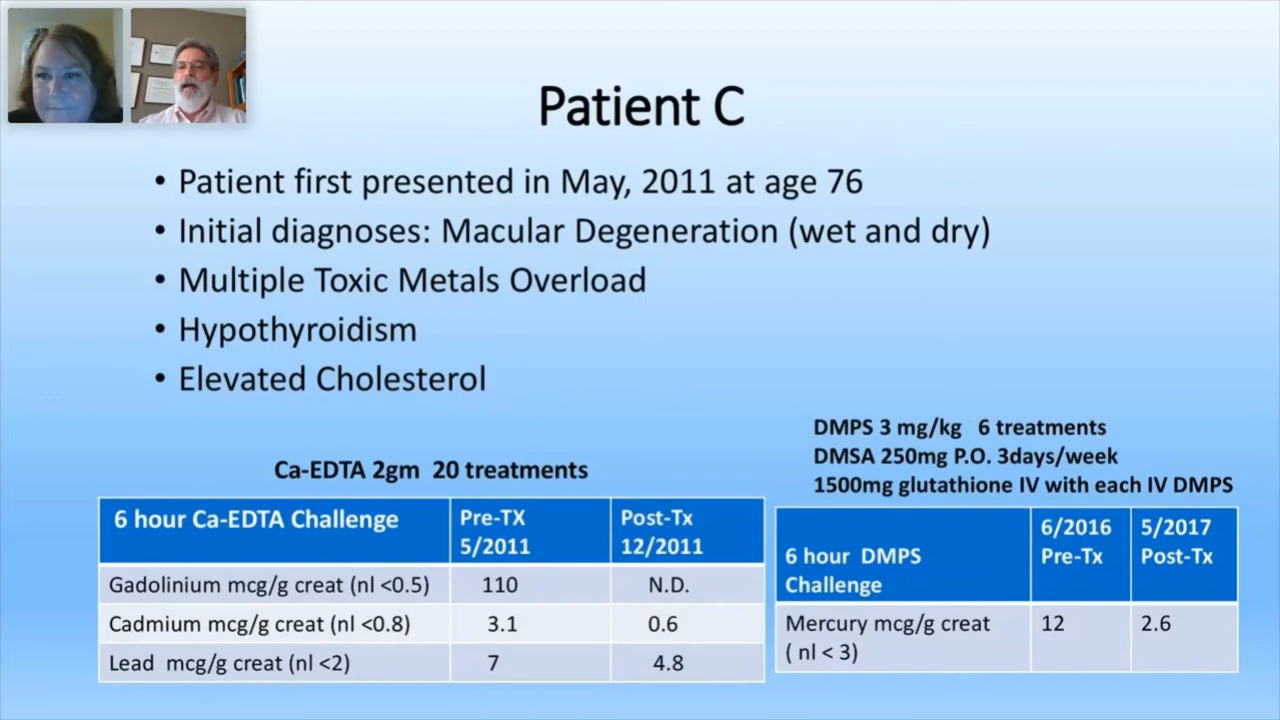 Patient C
• Patient first presented in May, 2011 at age 76
• Initial diagnoses: Macular Degeneration (wet and dry)
• Multiple Toxic Metals Overload
• Hypothyroidism
• Elevated Cholesterol
Ca-EDTA 2gm 20 treatments
6 hour Ca-EDTA Challenge Pre-TX 5/2011 Post-Tx 12/2011
Gadolinium mcg/g creat (nl <0.5) 110 N.D.
Cadmium mcg/g creat (nl <0.8) 3.1 0.6
Lead mcg/g creat (nl <2) 7 4.8
DMPS 3 mg/kg 6 treatments
DMSA 250mg P.O. 3days/week
1500mg glutathione IV with each IV DMPS
6 hour DMPS Challenge 6/2016 Pre-Tx 5/2017 Post-Tx
Mercury mcg/g creat ( nl < 3) 12 2.6